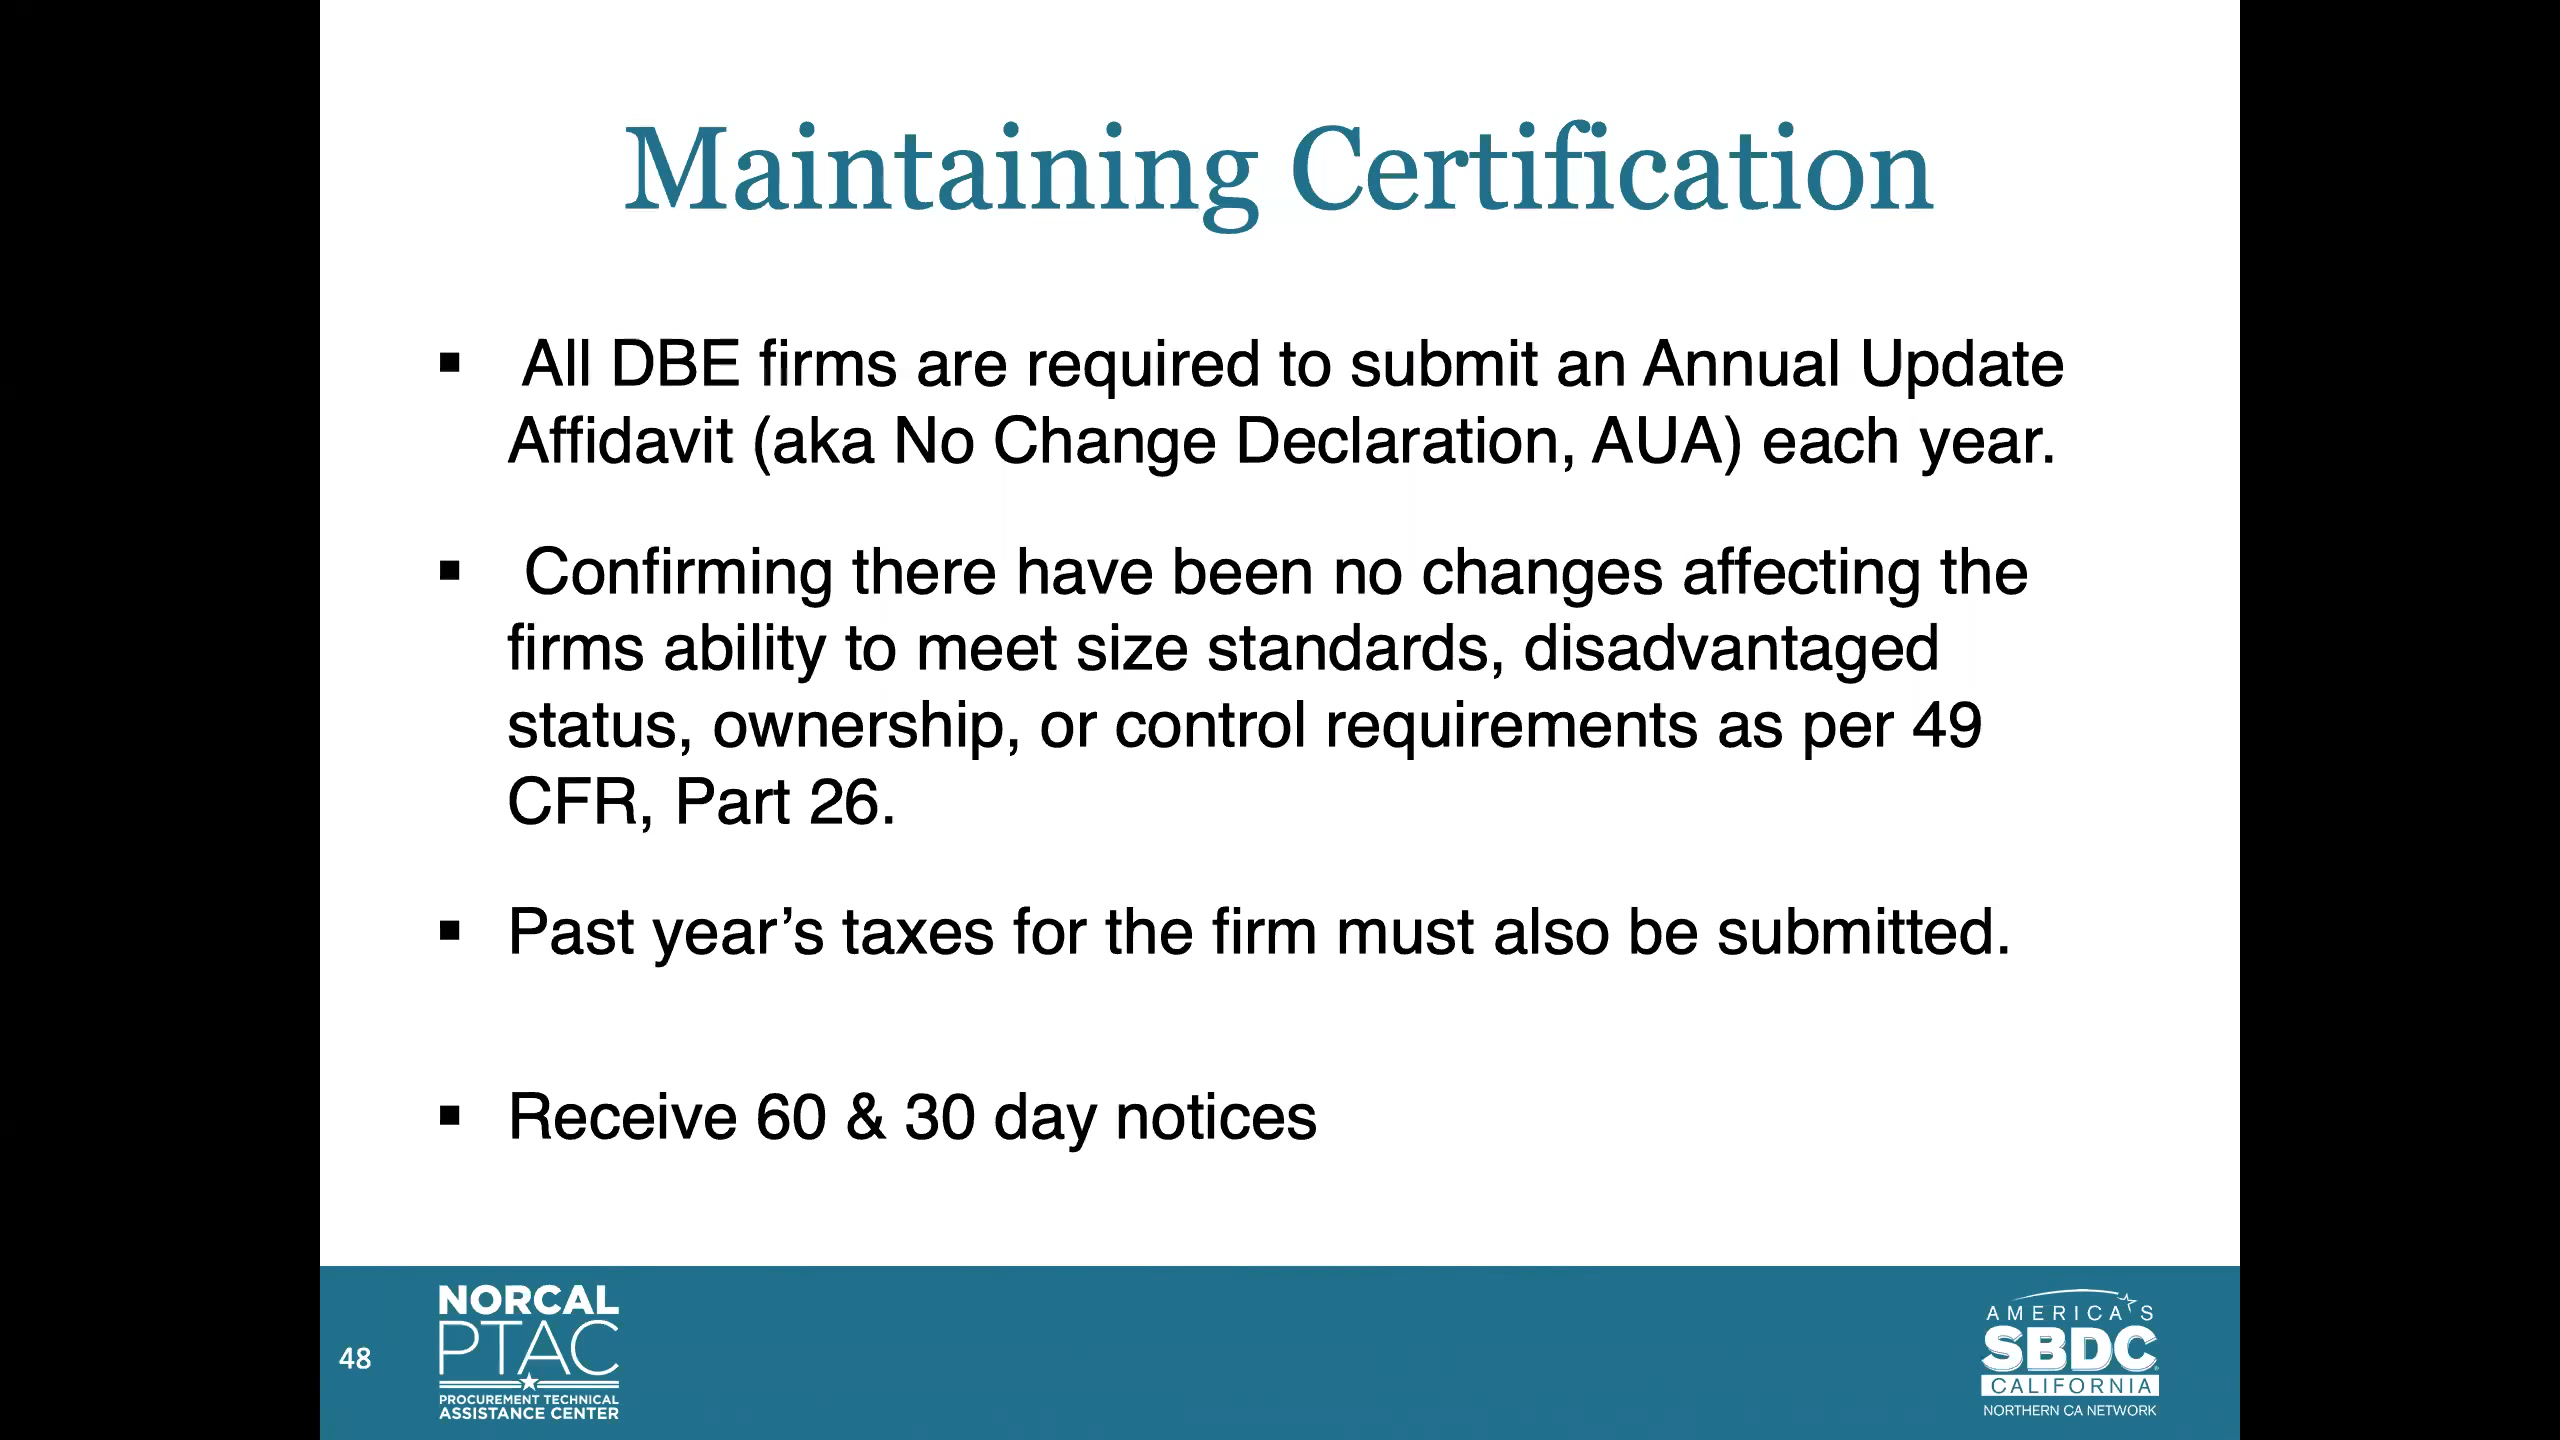 Maintaining Certification
▪ All DBE firms are required to submit an Annual Update
Affidavit (aka No Change Declaration, AUA) each year.
▪ Confirming there have been no changes affecting the
firms ability to meet size standards, disadvantaged
status, ownership, or control requirements as per 49
CFR, Part 26.
▪ Past year’s taxes for the firm must also be submitted.
▪ Receive 60 & 30 day notices
48
NORCAL
PTAC
PROCUREMENT TECHNICAL
ASSISTANCE CENTER
AMERICA'S
SBDC
CALIFORNIA
NORTHERN CA NETWORK